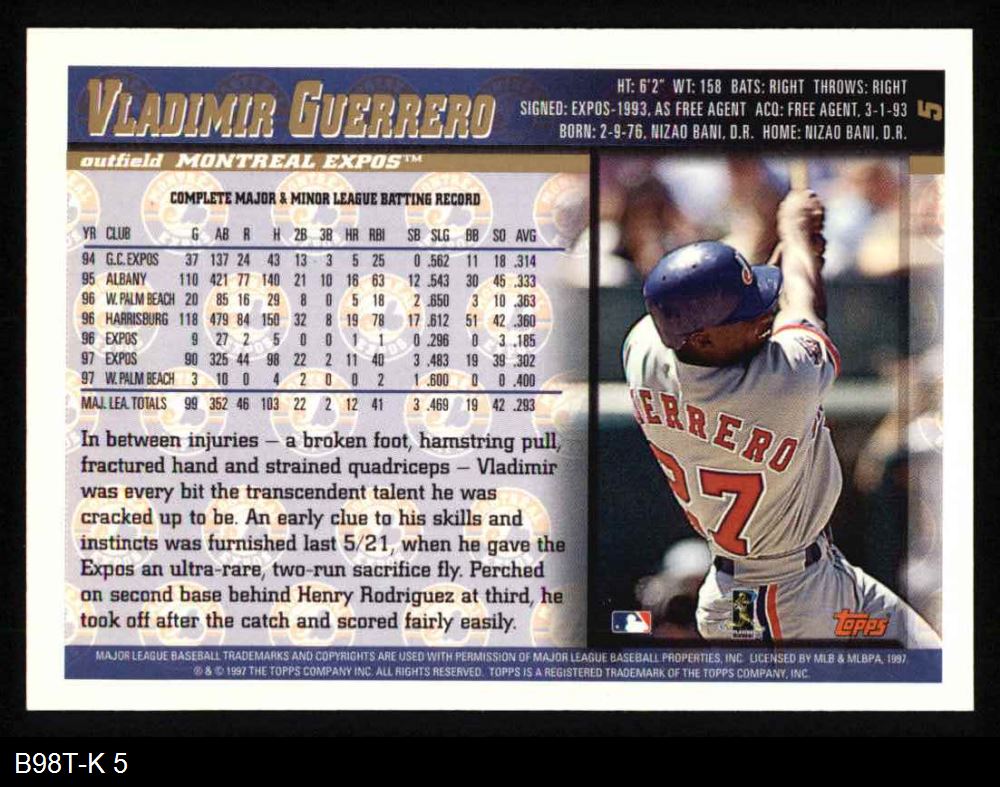 VLADIMIR GUERRERO
HT: 6'2" WT: 158 BATS: RIGHT THROWS: RIGHT
SIGNED: EXPOS-1993, AS FREE AGENT ACQ: FREE AGENT, 3-1-93
BORN: 2-9-76, NIZAO BANI, D.R. HOME: NIZAO BANI, D.R.
5
outfield MONTREAL EXPOS™
COMPLETE MAJOR & MINOR LEAGUE BATTING RECORD
YR CLUB G AB R H 2B 3B HR RBI SB SLG BB SO AVG
94 G.C. EXPOS 37 137 24 43 13 3 5 25 0 .562 11 18 .314
95 ALBANY 110 421 77 140 21 10 16 63 12 .543 30 45 .333
96 W. PALM BEACH 20 85 16 29 8 0 5 18 2 .650 3 10 .363
96 HARRISBURG 118 479 84 150 32 8 19 78 17 .612 51 42 .360
96 EXPOS 9 27 2 5 0 0 1 1 0 .296 0 3 .185
97 EXPOS 90 325 44 98 22 2 11 40 3 .483 19 39 .302
97 W. PALM BEACH 3 10 0 4 2 0 0 2 1 .600 0 0 .400
MAJ. LEA. TOTALS 99 352 46 103 22 2 12 41 3 .469 19 42 .293
In between injuries – a broken foot, hamstring pull,
fractured hand and strained quadriceps – Vladimir
was every bit the transcendent talent he was
cracked up to be. An early clue to his skills and
instincts was furnished last 5/21, when he gave the
Expos an ultra-rare, two-run sacrifice fly. Perched
on second base behind Henry Rodriguez at third, he
took off after the catch and scored fairly easily.
ERRERO
27
topps
MAJOR LEAGUE BASEBALL TRADEMARKS AND COPYRIGHTS ARE USED WITH PERMISSION OF MAJOR LEAGUE BASEBALL PROPERTIES, INC. LICENSED BY MLB & MLBPA, 1997.
® & © 1997 THE TOPPS COMPANY INC. ALL RIGHTS RESERVED. TOPPS IS A REGISTERED TRADEMARK OF THE TOPPS COMPANY, INC.
B98T-K 5